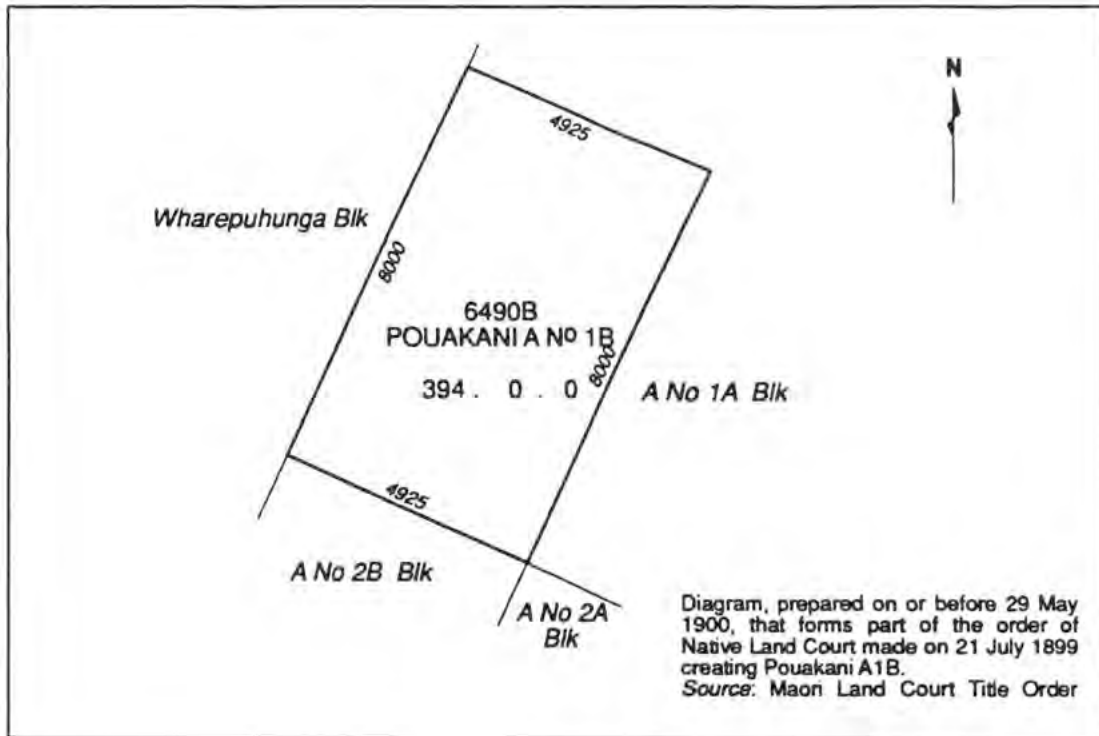 N
4925
Wharepuhunga Blk
8000
6490B
POUAKANI A Nº 1B
394 . 0 . 0
8000
A No 1A Blk
4925
A No 2B Blk
A No 2A
Blk
Diagram, prepared on or before 29 May
1900, that forms part of the order of
Native Land Court made on 21 July 1899
creating Pouakani A1B.
Source: Maori Land Court Title Order